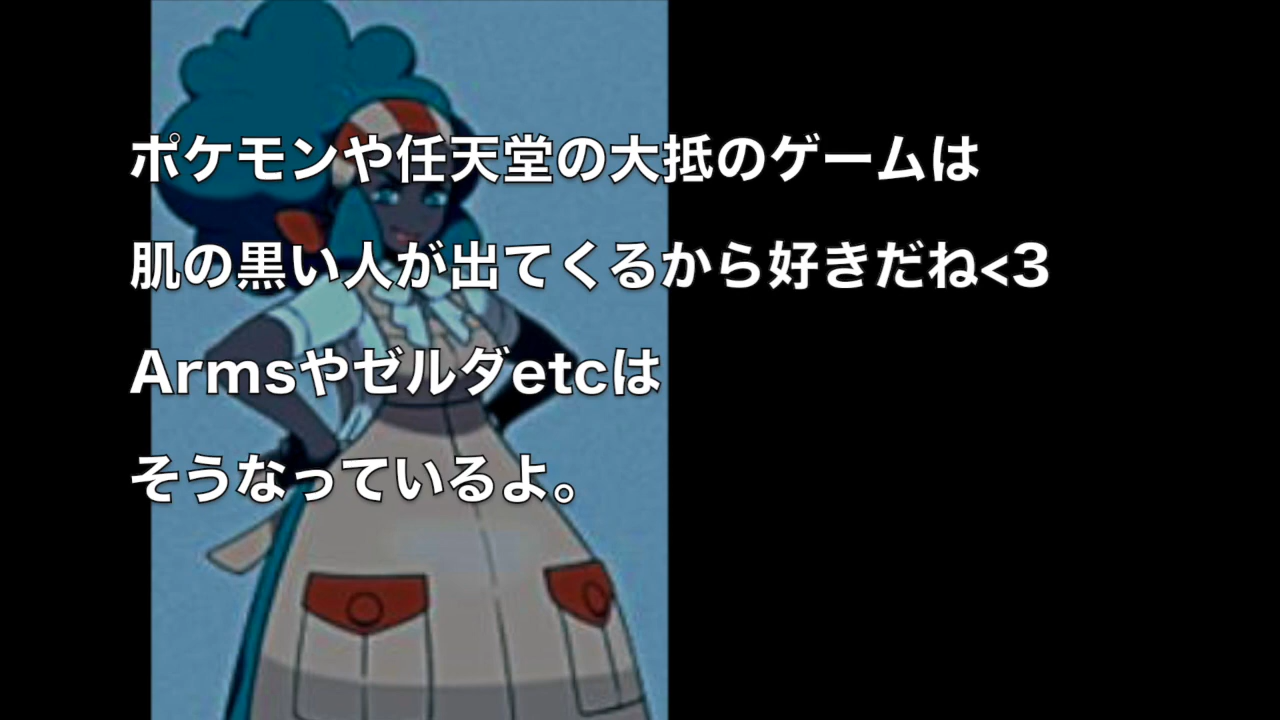 ポケモンや任天堂の大抵のゲームは
肌の黒い人が出てくるから好きだね<3
Armsやゼルダetcは
そうなっているよ。